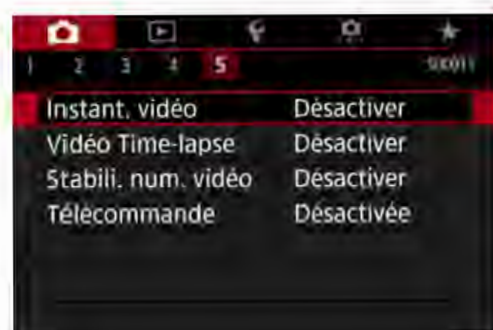 1 2 3 4 5
Instant. vidéo Désactiver
Vidéo Time-lapse Désactiver
Stabili. num. vidéo Désactiver
Télécommande Désactivée